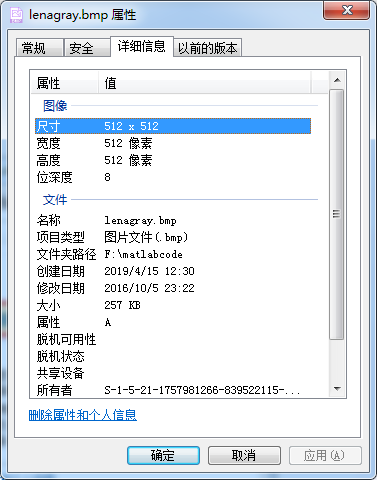 lenagray.bmp 属性
常规 安全 详细信息 以前的版本
属性 值
图像
尺寸 512 x 512
宽度 512 像素
高度 512 像素
位深度 8
文件
名称 lenagray.bmp
项目类型 图片文件(.bmp)
文件夹路径 F:\matlabcode
创建日期 2019/4/15 12:30
修改日期 2016/10/5 23:22
大小 257 KB
属性 A
脱机可用性
脱机状态
共享设备
所有者 S-1-5-21-1757981266-839522115-...
删除属性和个人信息
确定 取消 应用(A)